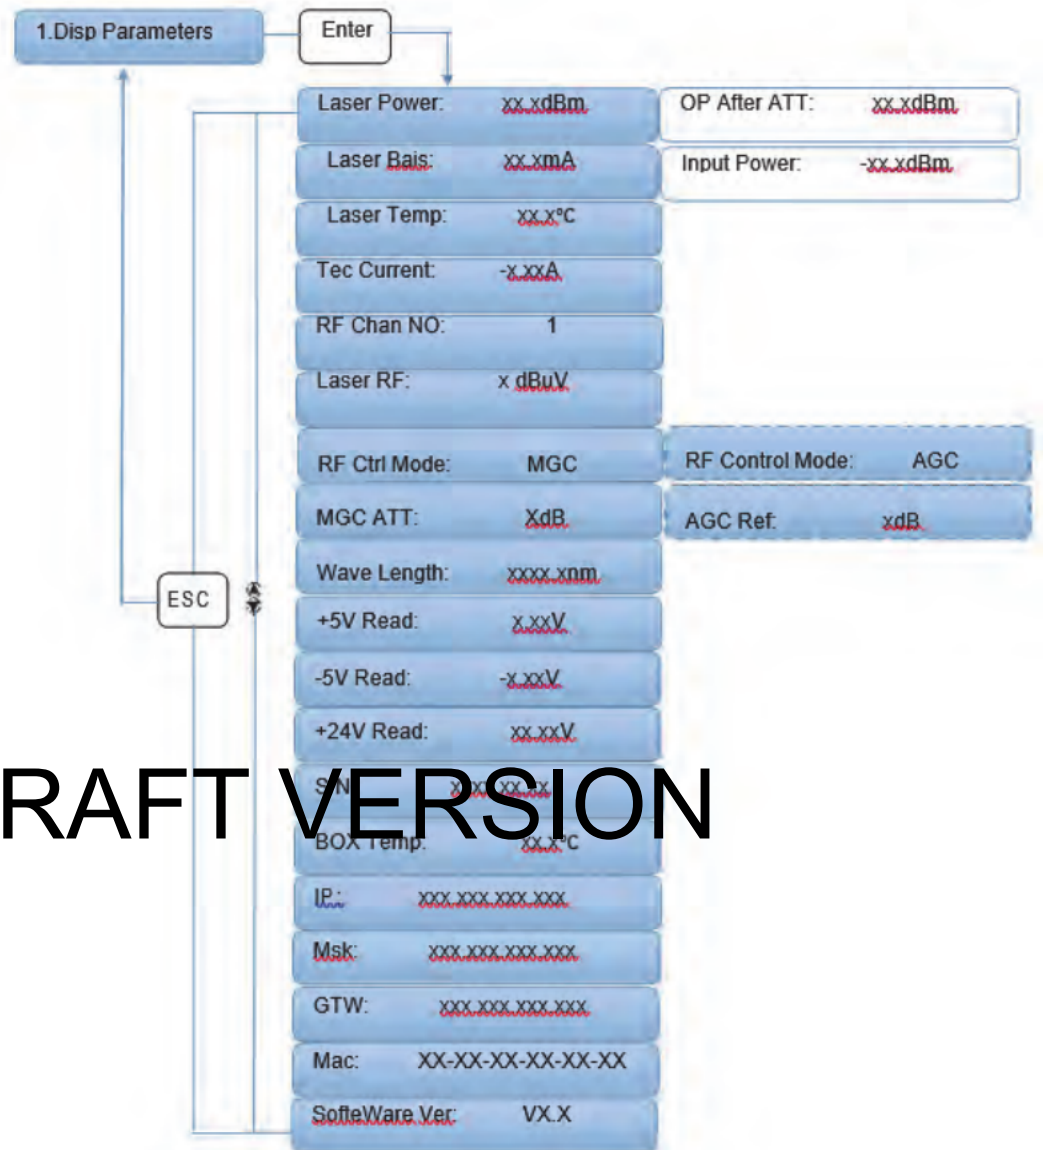 1.Disp Parameters Enter
Laser Power: xx.xdBm OP After ATT: xx.xdBm
Laser Bais: xx.xmA Input Power: -xx.xdBm
Laser Temp: xx.x°C
Tec Current: -x.xxA
RF Chan NO: 1
Laser RF: x dBuV
RF Ctrl Mode: MGC RF Control Mode: AGC
MGC ATT: XdB AGC Ref: xdB
Wave Length: xxxx.xnm
ESC
+5V Read: x.xxV
-5V Read: -x.xxV
+24V Read: xx.xxV
RAFT VERSION
BOX Temp: xx.x°C
IP.: xxx.xxx.xxx.xxx
Msk: xxx.xxx.xxx.xxx
GTW: xxx.xxx.xxx.xxx
Mac: XX-XX-XX-XX-XX-XX
SofteWare Ver: VX.X